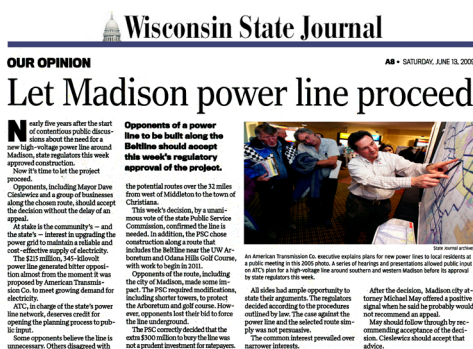 Wisconsin State Journal
OUR OPINION
A8 • SATURDAY, JUNE 13, 2009
Let Madison power line proceed
Nearly five years after the start
of contentious public discus-
sions about the need for a
new high-voltage power line around
Madison, state regulators this week
approved construction.
Now it's time to let the project
proceed.
Opponents, including Mayor Dave
Cieslewicz and a group of businesses
along the chosen route, should accept
the decision without the delay of an
appeal.
At stake is the community's — and
the state's — interest in upgrading the
power grid to maintain a reliable and
cost-effective supply of electricity.
The $215 million, 345-kilovolt
power line generated bitter opposi-
tion almost from the moment it was
proposed by American Transmis-
sion Co. to meet growing demand for
electricity.
ATC, in charge of the state's power
line network, deserves credit for
opening the planning process to pub-
lic input.
Some opponents believe the line is
unnecessary. Others disagreed with
Opponents of a power
line to be built along the
Beltline should accept
this week's regulatory
approval of the project.
the potential routes over the 32 miles
from west of Middleton to the town of
Christiana.
This week's decision, by a unani-
mous vote of the state Public Service
Commission, confirmed the line is
needed. In addition, the PSC chose
construction along a route that
includes the Beltline near the UW Ar-
boretum and Odana Hills Golf Course,
with work to begin in 2011.
Opponents of the route, including
the city of Madison, made some im-
pact. The PSC required modifications,
including shorter towers, to protect
the Arboretum and golf course. How-
ever, opponents lost their bid to force
the line underground.
The PSC correctly decided that the
extra $300 million to bury the line was
not a prudent investment for ratepayers.
State Journal archive
An American Transmission Co. executive explains plans for new power lines to local residents at
a public meeting in this 2005 photo. A series of hearings and presentations allowed public input
on ATC's plan for a high-voltage line around southern and western Madison before its approval
by state regulators this week.
All sides had ample opportunity to
state their arguments. The regulators
decided according to the procedures
outlined by law. The case against the
power line and the selected route sim-
ply was not persuasive.
The common interest prevailed over
narrower interests.
After the decision, Madison city at-
torney Michael May offered a positive
signal when he said he probably would
not recommend an appeal.
May should follow through by rec-
ommending acceptance of the deci-
sion. Cieslewicz should accept that
advice.